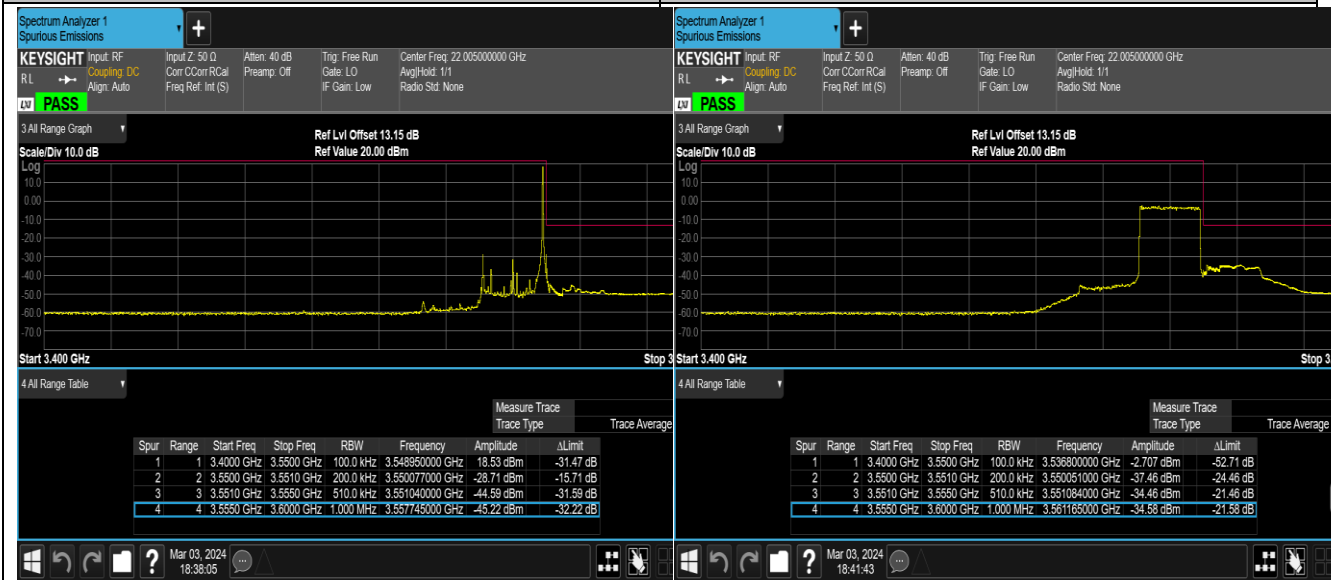 Spectrum Analyzer 1
Spurious Emissions
+
KEYSIGHT Input: RF Input Z: 50 Ω Atten: 40 dB Trig: Free Run Center Freq: 22.005000000 GHz
RL Coupling: DC Corr CCorr RCal Preamp: Off Gate: LO Avg|Hold: 1/1
Align: Auto Freq Ref: Int (S) IF Gain: Low Radio Std: None
LXI PASS
3 All Range Graph
Ref Lvl Offset 13.15 dB
Scale/Div 10.0 dB Ref Value 20.00 dBm
Log
10.0
0.00
-10.0
-20.0
-30.0
-40.0
-50.0
-60.0
-70.0
Start 3.400 GHz Stop 3
4 All Range Table
Measure Trace
Trace Type Trace Average
Spur Range Start Freq Stop Freq RBW Frequency Amplitude ΔLimit
1 1 3.4000 GHz 3.5500 GHz 100.0 kHz 3.548950000 GHz 18.53 dBm -31.47 dB
2 2 3.5500 GHz 3.5510 GHz 200.0 kHz 3.550077000 GHz -28.71 dBm -15.71 dB
3 3 3.5510 GHz 3.5550 GHz 510.0 kHz 3.551040000 GHz -44.59 dBm -31.59 dB
4 4 3.5550 GHz 3.6000 GHz 1.000 MHz 3.557745000 GHz -45.22 dBm -32.22 dB
? Mar 03, 2024
18:38:05
Spectrum Analyzer 1
Spurious Emissions
+
KEYSIGHT Input: RF Input Z: 50 Ω Atten: 40 dB Trig: Free Run Center Freq: 22.005000000 GHz
RL Coupling: DC Corr CCorr RCal Preamp: Off Gate: LO Avg|Hold: 1/1
Align: Auto Freq Ref: Int (S) IF Gain: Low Radio Std: None
LXI PASS
3 All Range Graph
Ref Lvl Offset 13.15 dB
Scale/Div 10.0 dB Ref Value 20.00 dBm
Log
10.0
0.00
-10.0
-20.0
-30.0
-40.0
-50.0
-60.0
-70.0
Start 3.400 GHz Stop 3.
4 All Range Table
Measure Trace
Trace Type Trace Average
Spur Range Start Freq Stop Freq RBW Frequency Amplitude ΔLimit
1 1 3.4000 GHz 3.5500 GHz 100.0 kHz 3.536800000 GHz -2.707 dBm -52.71 dB
2 2 3.5500 GHz 3.5510 GHz 200.0 kHz 3.550051000 GHz -37.46 dBm -24.46 dB
3 3 3.5510 GHz 3.5550 GHz 510.0 kHz 3.551084000 GHz -34.46 dBm -21.46 dB
4 4 3.5550 GHz 3.6000 GHz 1.000 MHz 3.561165000 GHz -34.58 dBm -21.58 dB
? Mar 03, 2024
18:41:43